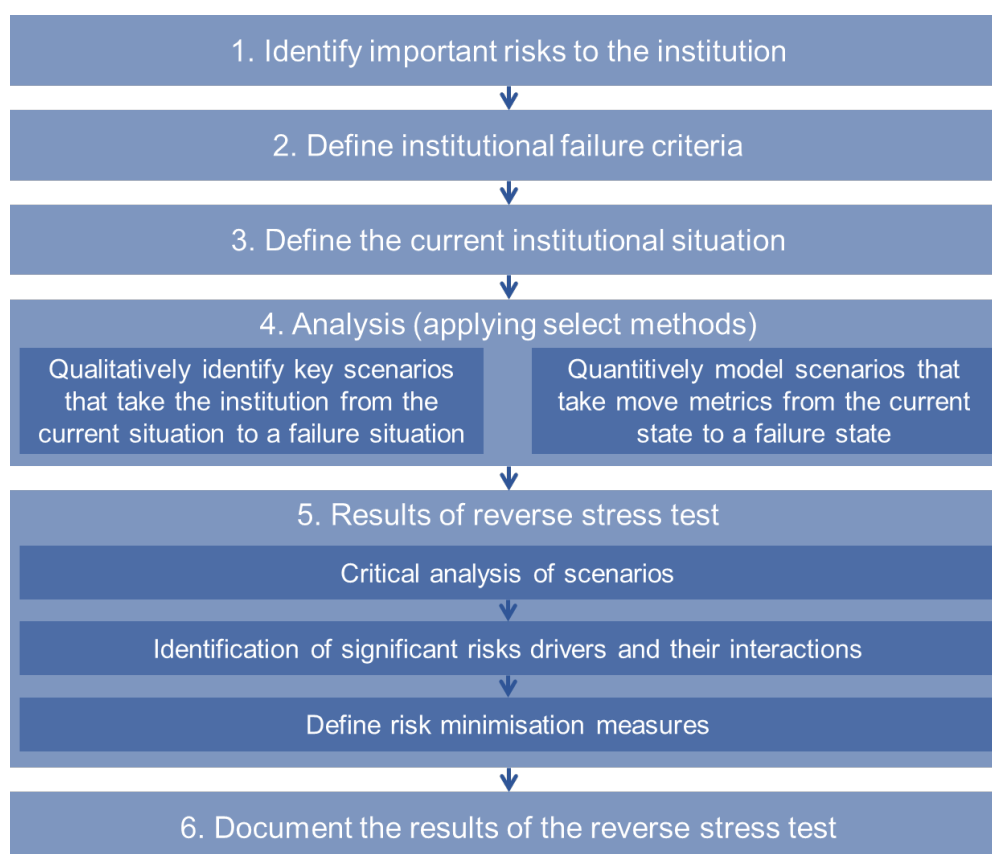 1. Identify important risks to the institution
2. Define institutional failure criteria
3. Define the current institutional situation
4. Analysis (applying select methods)
Qualitatively identify key scenarios
that take the institution from the
current situation to a failure situation
Quantitively model scenarios that
take move metrics from the current
state to a failure state
5. Results of reverse stress test
Critical analysis of scenarios
Identification of significant risks drivers and their interactions
Define risk minimisation measures
6. Document the results of the reverse stress test